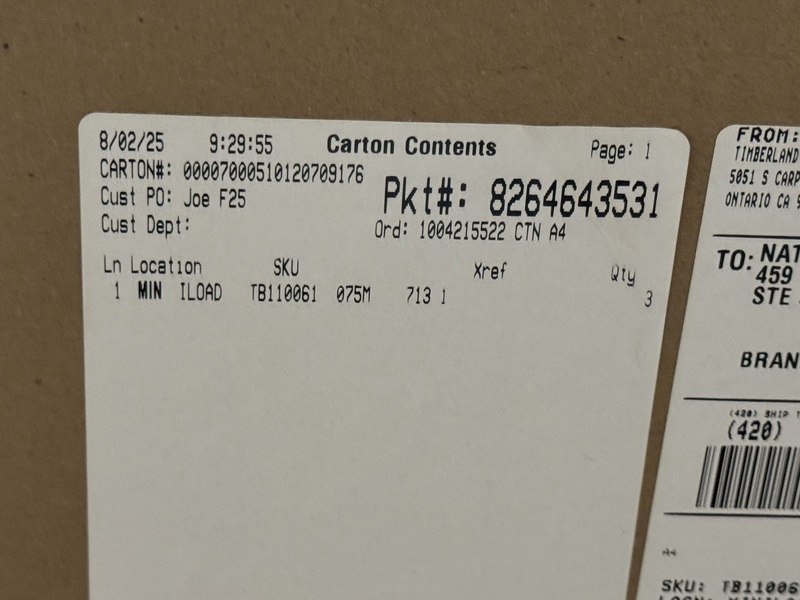 8/02/25 9:29:55 Carton Contents Page: 1
CARTON#: 00007000510120709176
Cust PO: Joe F25 Pkt#: 8264643531
Cust Dept: Ord: 1004215522 CTN A4
Ln Location SKU Xref Qty
1 MIN ILOAD TB110061 075M 713 1 3
FROM:
TIMBERLAND
5051 S CARP
ONTARIO CA 9
TO: NAT
459
STE
BRAN
(420) SHIP T
(420)
A4
SKU: TB11006